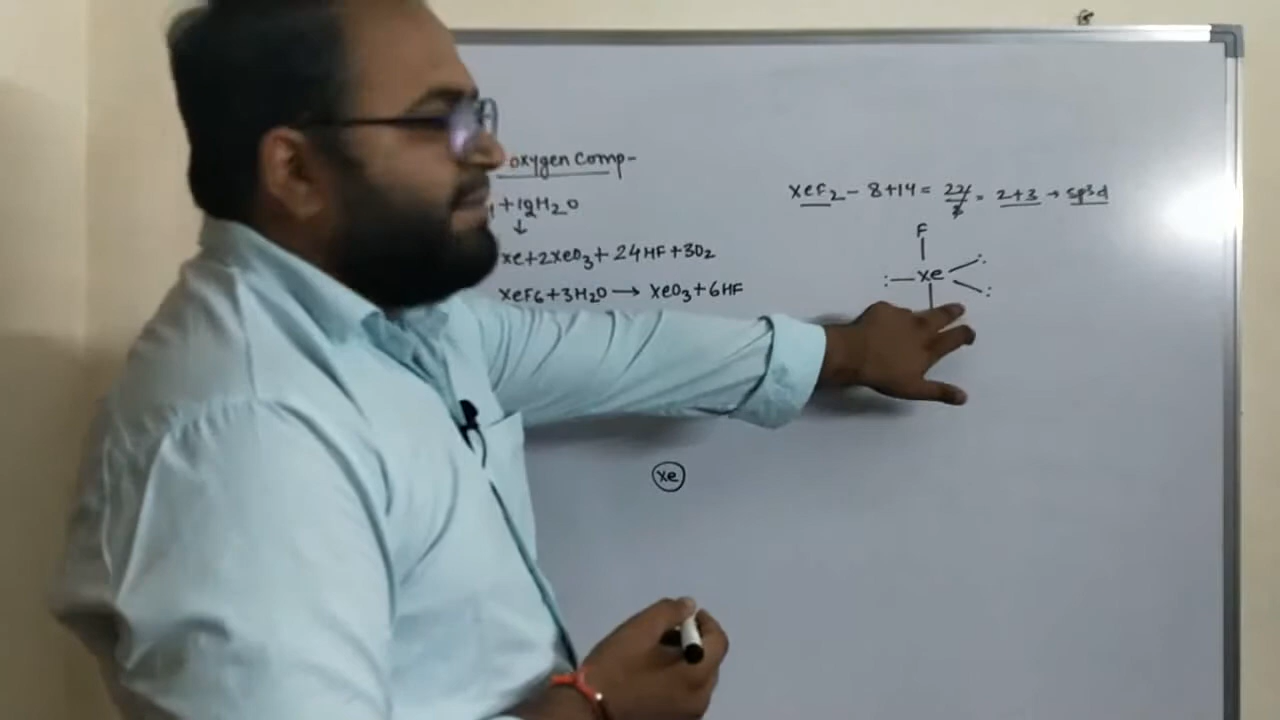 oxygen Comp-
+12H2O
↓
xe+2xeO3+24HF+3O2
XeF6+3H2O → XeO3+6HF
XeF2 - 8+14 = 22/8 = 2+3 → sp3d
F
:-Xe
:
:
Xe